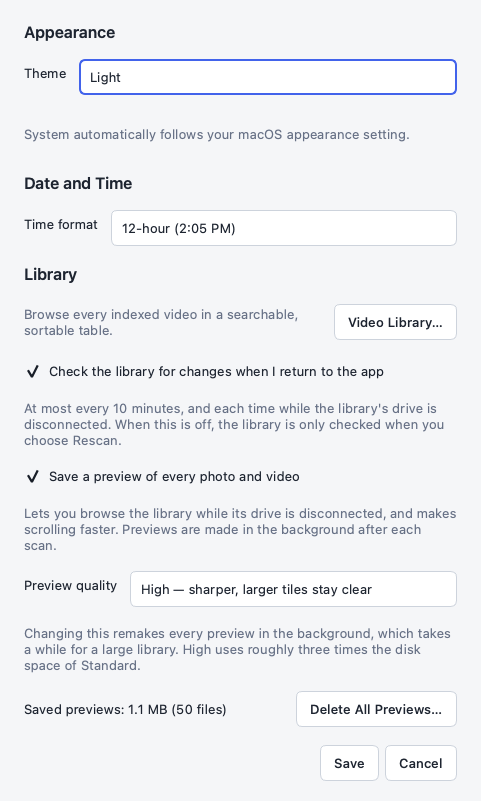 Appearance
Theme
Light
System automatically follows your macOS appearance setting.
Date and Time
Time format
12-hour (2:05 PM)
Library
Browse every indexed video in a searchable,
sortable table.
Video Library...
Check the library for changes when I return to the app
At most every 10 minutes, and each time while the library's drive is
disconnected. When this is off, the library is only checked when you
choose Rescan.
Save a preview of every photo and video
Lets you browse the library while its drive is disconnected, and makes
scrolling faster. Previews are made in the background after each
scan.
Preview quality
High — sharper, larger tiles stay clear
Changing this remakes every preview in the background, which takes
a while for a large library. High uses roughly three times the disk
space of Standard.
Saved previews: 1.1 MB (50 files)
Delete All Previews...
Save
Cancel